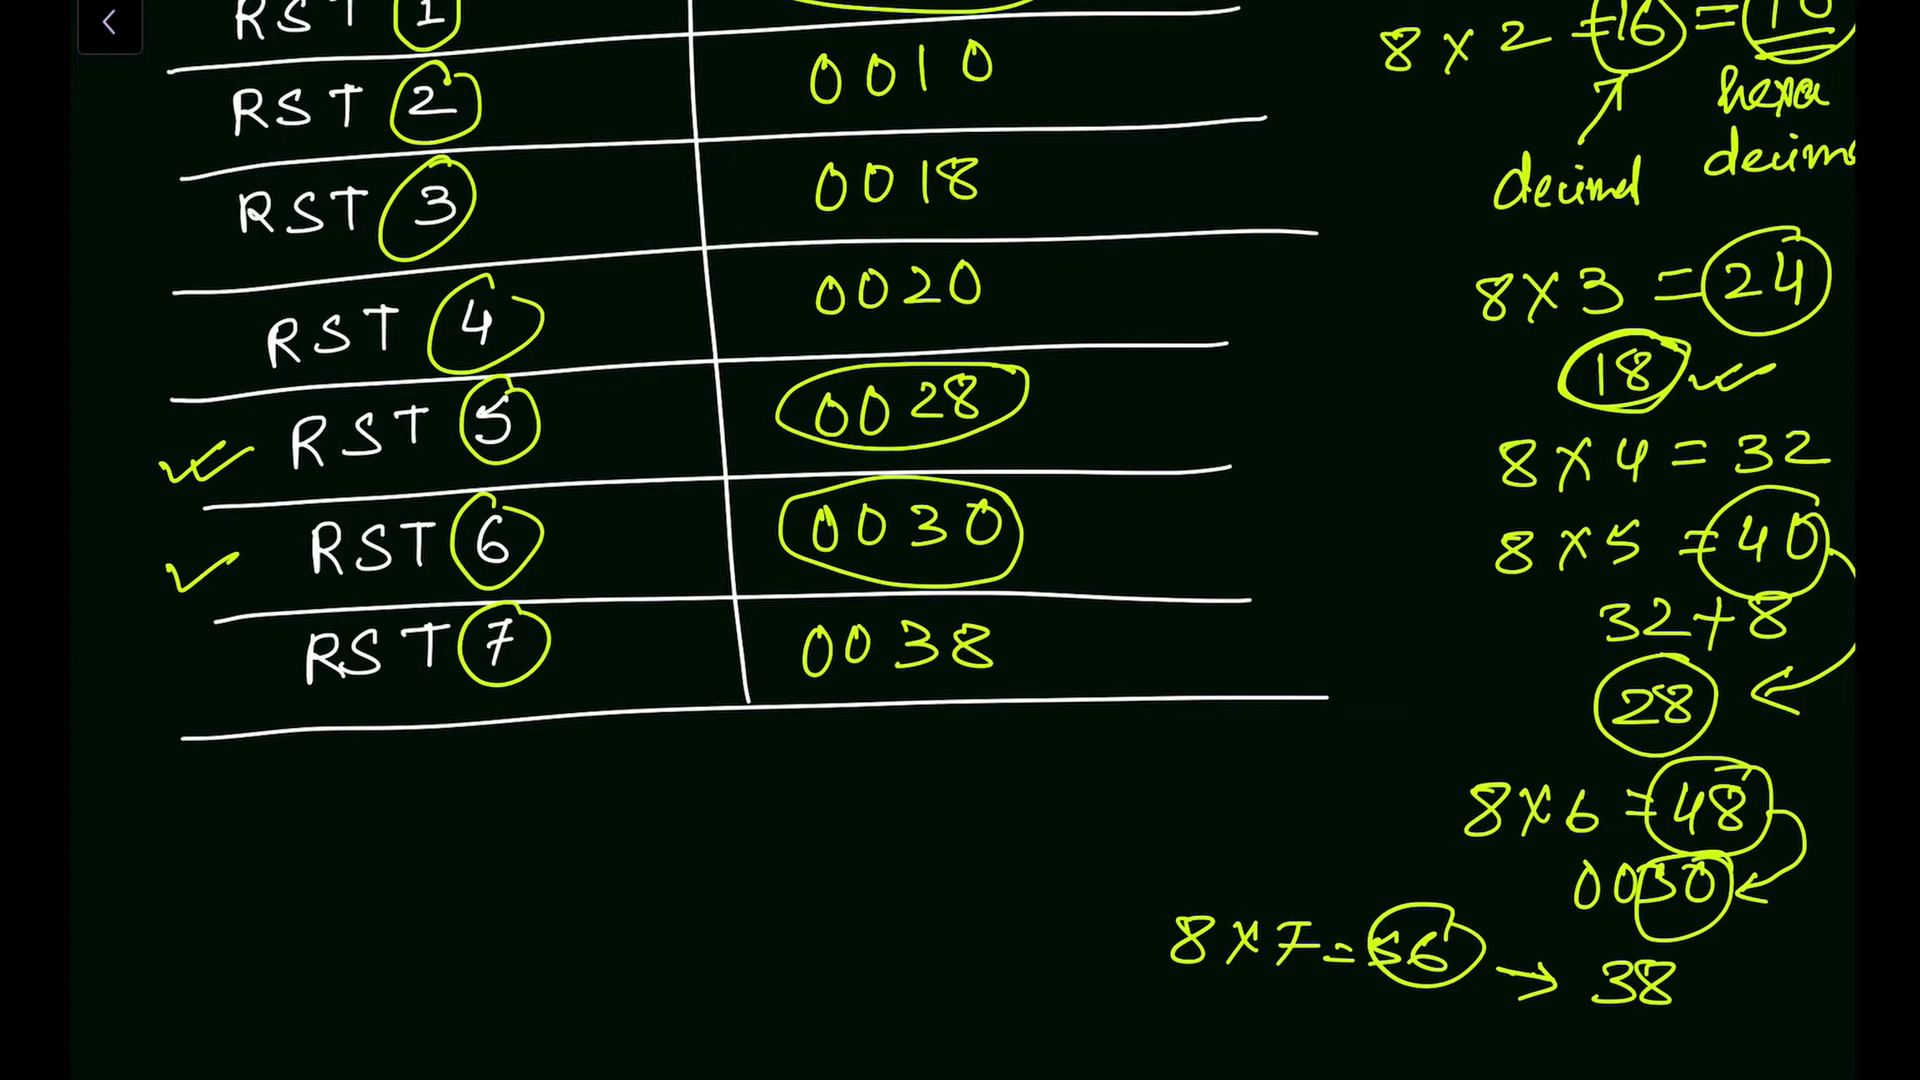 RST 1
RST 2 0010
RST 3 0018
RST 4 0020
RST 5 0028
RST 6 0030
RST 7 0038
8 x 2 = 16 = 10
hexa
decimal
8 x 3 = 24
18
8 x 4 = 32
8 x 5 = 40
32 + 8
28
8 x 6 = 48
0030
8 x 7 = 56 → 38